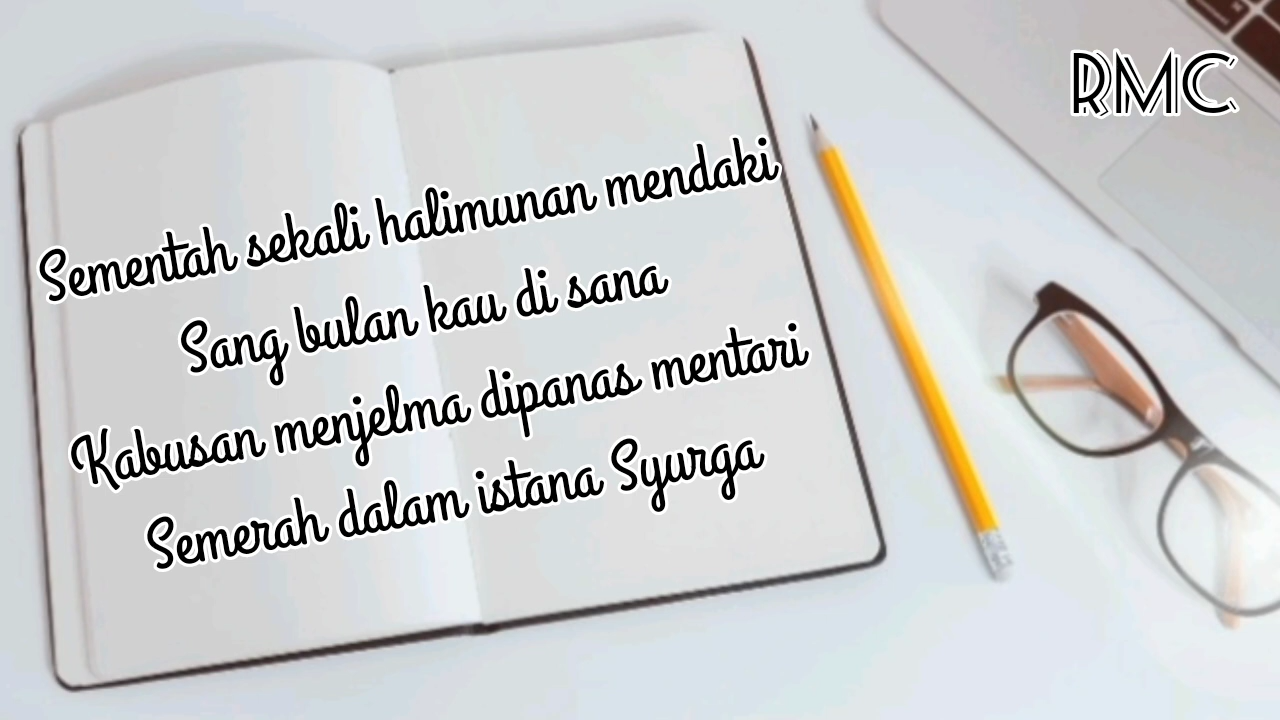 RMC
Sementah sekali halimunan mendaki
Sang bulan kau di sana
Kabusan menjelma dipanas mentari
Semerah dalam istana Syurga